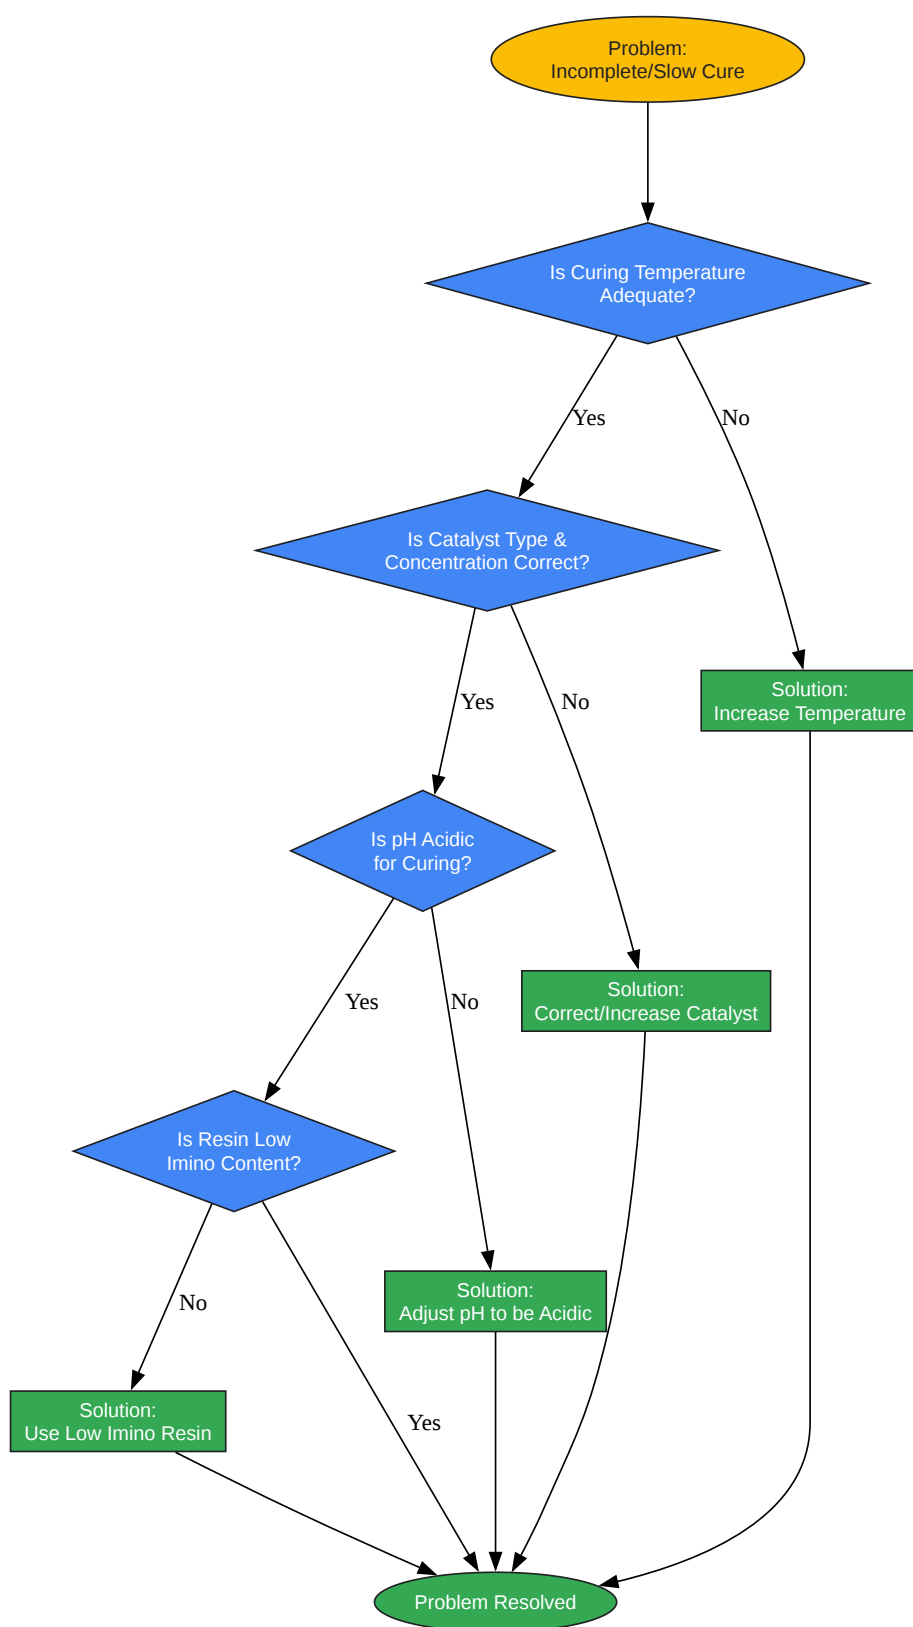 Problem:
Incomplete/Slow Cure
Is Curing Temperature
Adequate?
Yes
No
Is Catalyst Type &
Concentration Correct?
Solution:
Increase Temperature
Yes
No
Is pH Acidic
for Curing?
Solution:
Correct/Increase Catalyst
Yes
No
Is Resin Low
Imino Content?
Solution:
Adjust pH to be Acidic
No
Yes
Solution:
Use Low Imino Resin
Problem Resolved